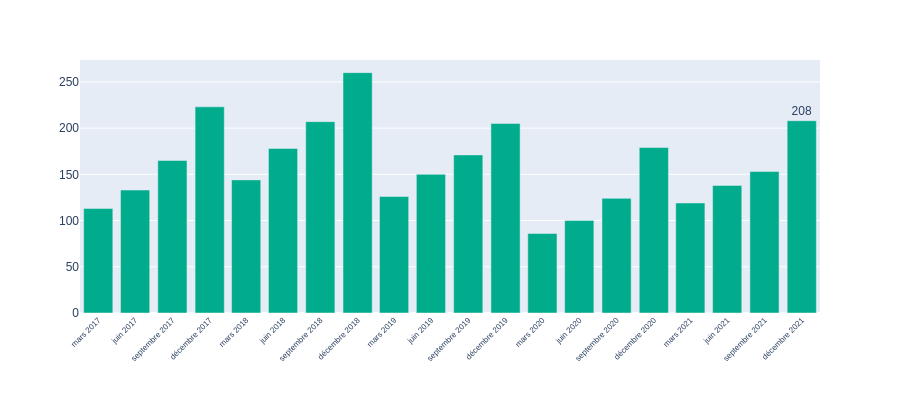 250
200
150
100
50
0
208
mars 2017
juin 2017
septembre 2017
décembre 2017
mars 2018
juin 2018
septembre 2018
décembre 2018
mars 2019
juin 2019
septembre 2019
décembre 2019
mars 2020
juin 2020
septembre 2020
décembre 2020
mars 2021
juin 2021
septembre 2021
décembre 2021